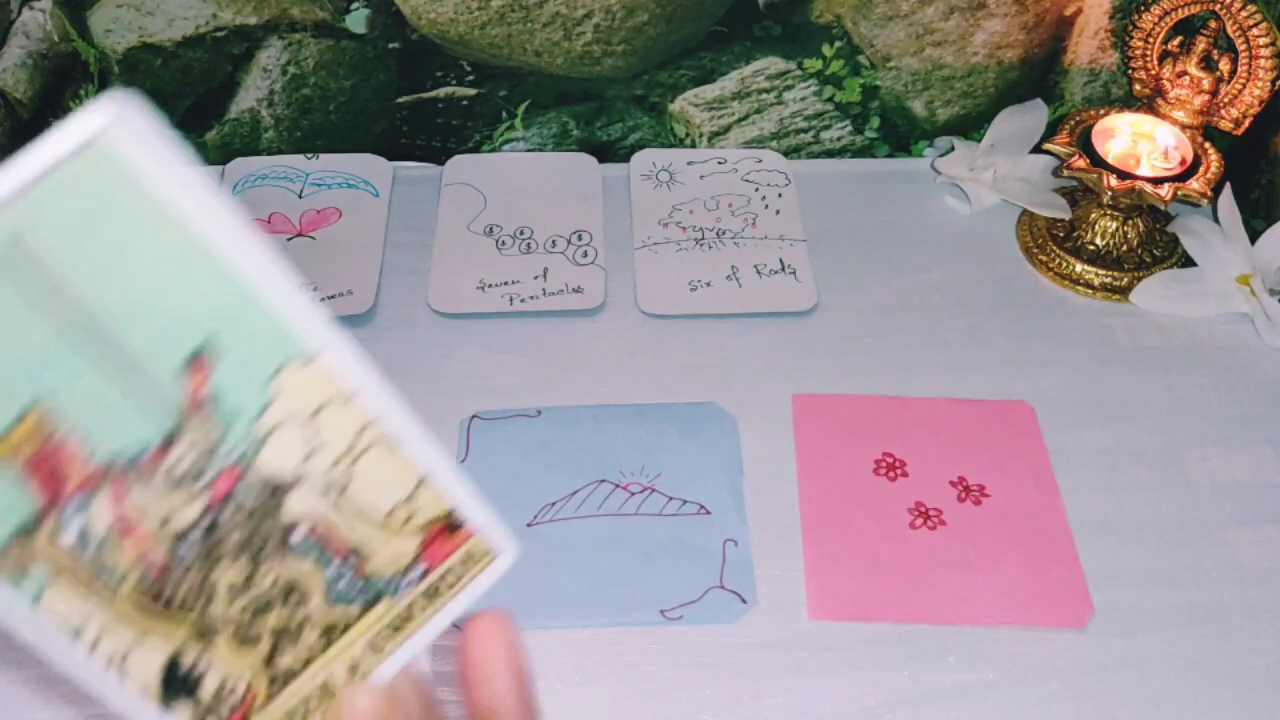 Seven of
Pentacles
Six of Rods